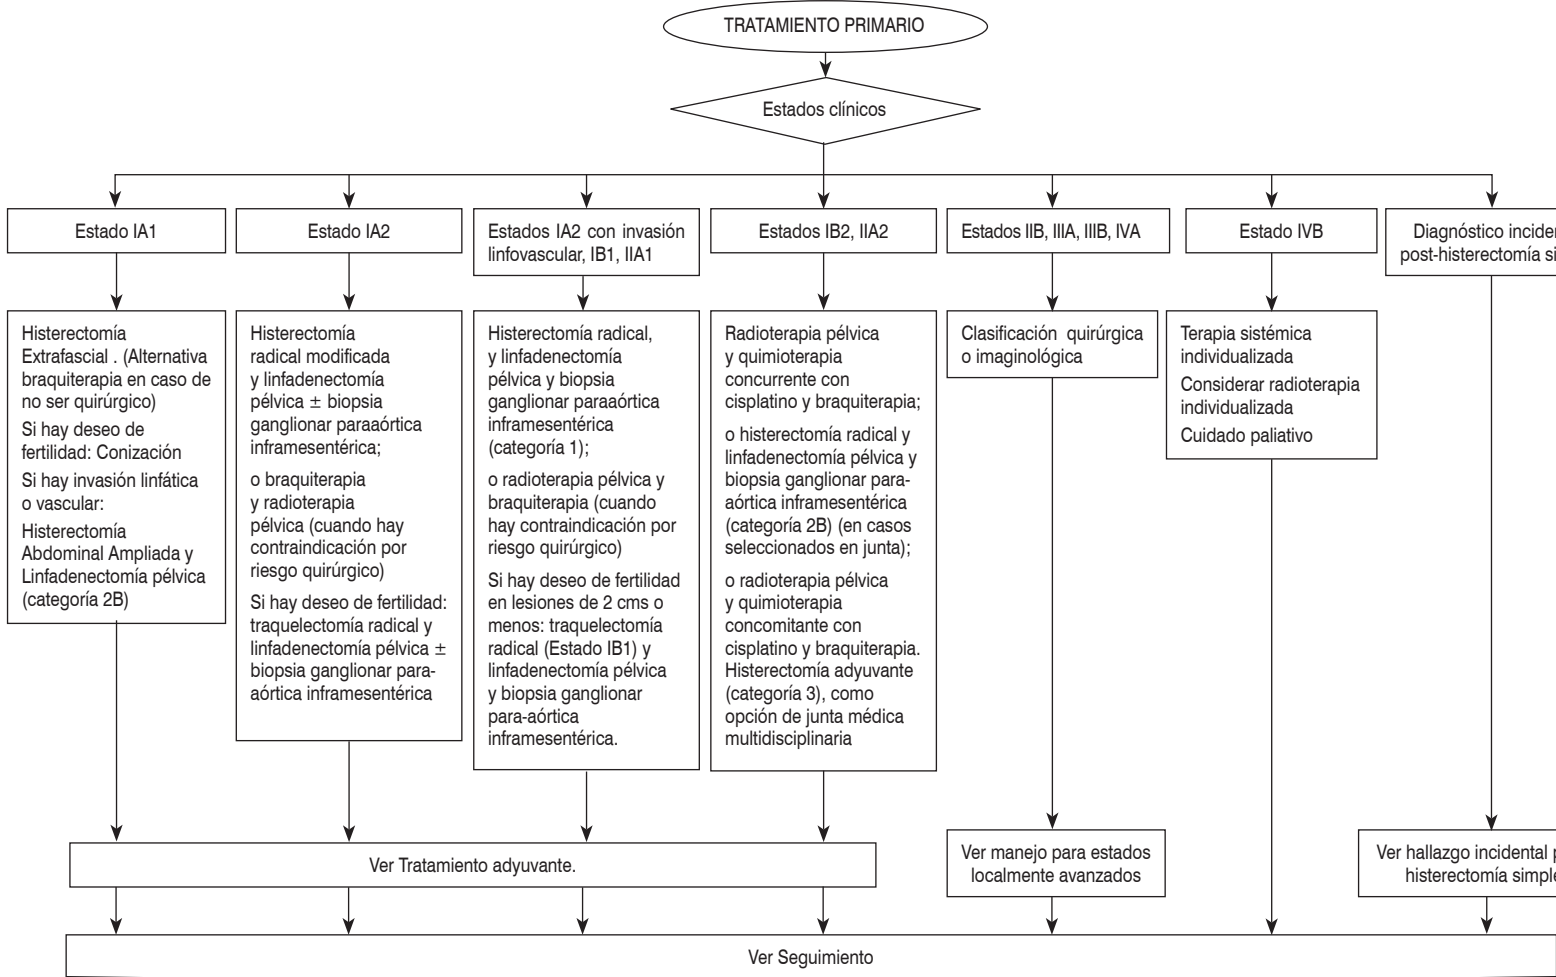 TRATAMIENTO PRIMARIO
Estados clínicos
Estado IA1
Estado IA2
Estados IA2 con invasión
linfovascular, IB1, IIA1
Estados IB2, IIA2
Estados IIB, IIIA, IIIB, IVA
Estado IVB
Diagnóstico
post-histerectomía
Histerectomía
Extrafascial . (Alternativa
braquiterapia en caso de
no ser quirúrgico)
Si hay deseo de
fertilidad: Conización
Si hay invasión linfática
o vascular:
Histerectomía
Abdominal Ampliada y
Linfadenectomía pélvica
(categoría 2B)
Histerectomía
radical modificada
y linfadenectomía
pélvica ± biopsia
ganglionar paraaórtica
inframesentérica;
o braquiterapia
y radioterapia
pélvica (cuando hay
contraindicación por
riesgo quirúrgico)
Si hay deseo de fertilidad:
traquelectomía radical y
linfadenectomía pélvica ±
biopsia ganglionar para-
aórtica inframesentérica
Histerectomía radical,
y linfadenectomía
pélvica y biopsia
ganglionar paraaórtica
inframesentérica
(categoría 1);
o radioterapia pélvica y
braquiterapia (cuando
hay contraindicación por
riesgo quirúrgico)
Si hay deseo de fertilidad
en lesiones de 2 cms o
menos: traquelectomía
radical (Estado IB1) y
linfadenectomía pélvica
y biopsia ganglionar
para-aórtica
inframesentérica.
Radioterapia pélvica
y quimioterapia
concurrente con
cisplatino y braquiterapia;
o histerectomía radical y
linfadenectomía pélvica y
biopsia ganglionar para-
aórtica inframesentérica
(categoría 2B) (en casos
seleccionados en junta);
o radioterapia pélvica
y quimioterapia
concomitante con
cisplatino y braquiterapia.
Histerectomía adyuvante
(categoría 3), como
opción de junta médica
multidisciplinaria
Clasificación quirúrgica
o imaginológica
Terapia sistémica
individualizada
Considerar radioterapia
individualizada
Cuidado paliativo
Ver Tratamiento adyuvante.
Ver manejo para estados
localmente avanzados
Ver hallazgo incidental
histerectomía simple
Ver Seguimiento